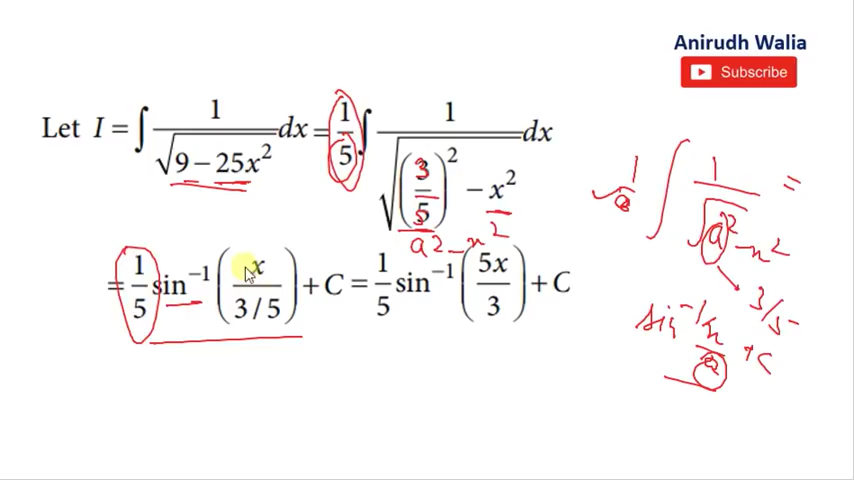 Anirudh Walia
Subscribe
Let I = ∫ 1/√(9 − 25x²) dx = 1/5 ∫ 1/√((3/5)² − x²) dx
a² − x²
= 1/5 sin⁻¹ (x/(3/5)) + C = 1/5 sin⁻¹ (5x/3) + C
∫ 1/√(a² − x²) =
3/5
sin⁻¹ x/a + C